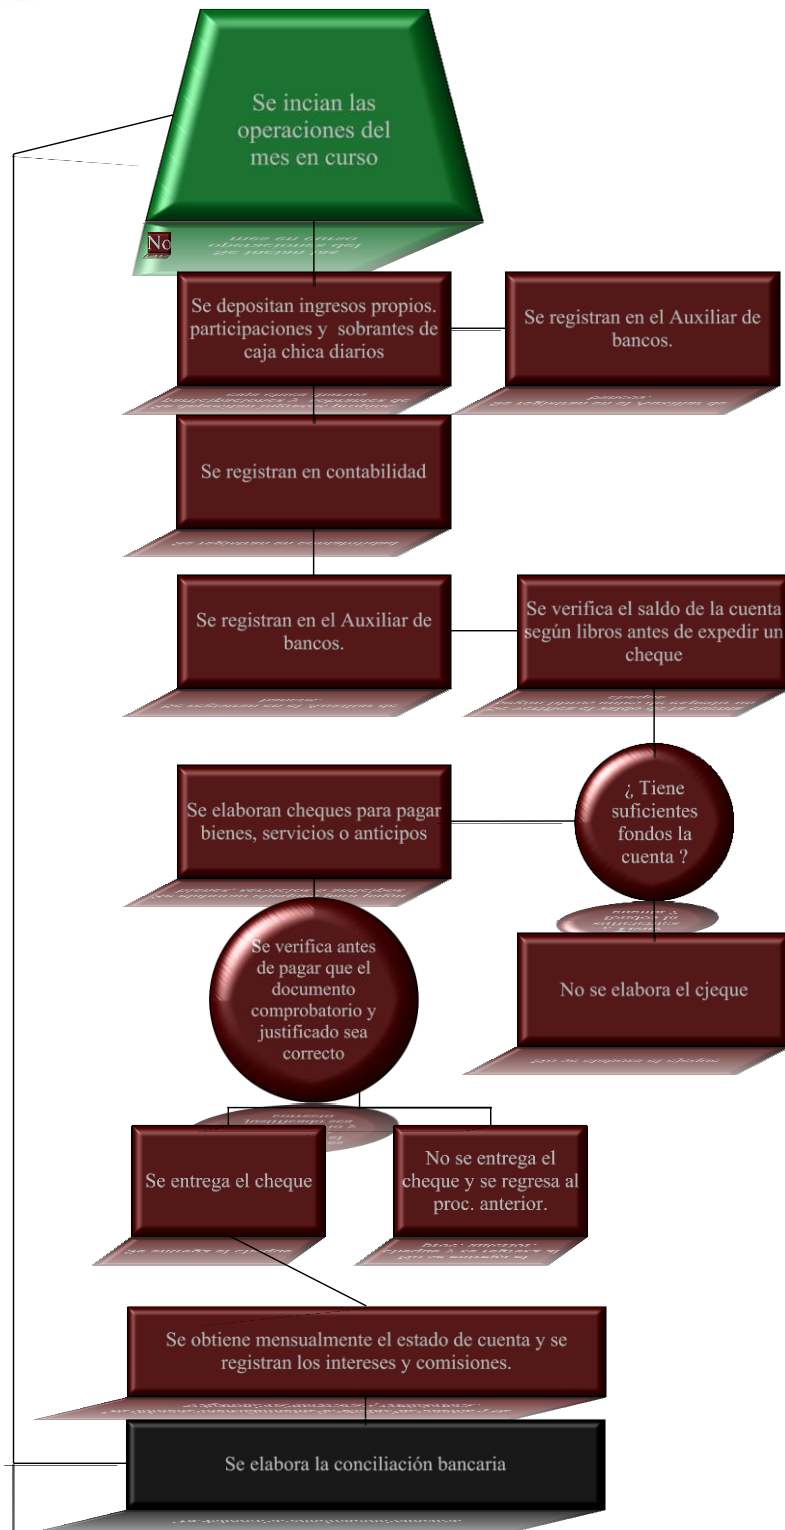 Se incian las
operaciones del
mes en curso
No
Se depositan ingresos propios.
participaciones y sobrantes de
caja chica diarios
Se registran en el Auxiliar de
bancos.
Se registran en contabilidad
Se registran en el Auxiliar de
bancos.
Se verifica el saldo de la cuenta
según libros antes de expedir un
cheque
Se elaboran cheques para pagar
bienes, servicios o anticipos
¿ Tiene
suficientes
fondos la
cuenta ?
Se verifica antes
de pagar que el
documento
comprobatorio y
justificado sea
correcto
No se elabora el cjeque
Se entrega el cheque
No se entrega el
cheque y se regresa al
proc. anterior.
Se obtiene mensualmente el estado de cuenta y se
registran los intereses y comisiones.
Se elabora la conciliación bancaria